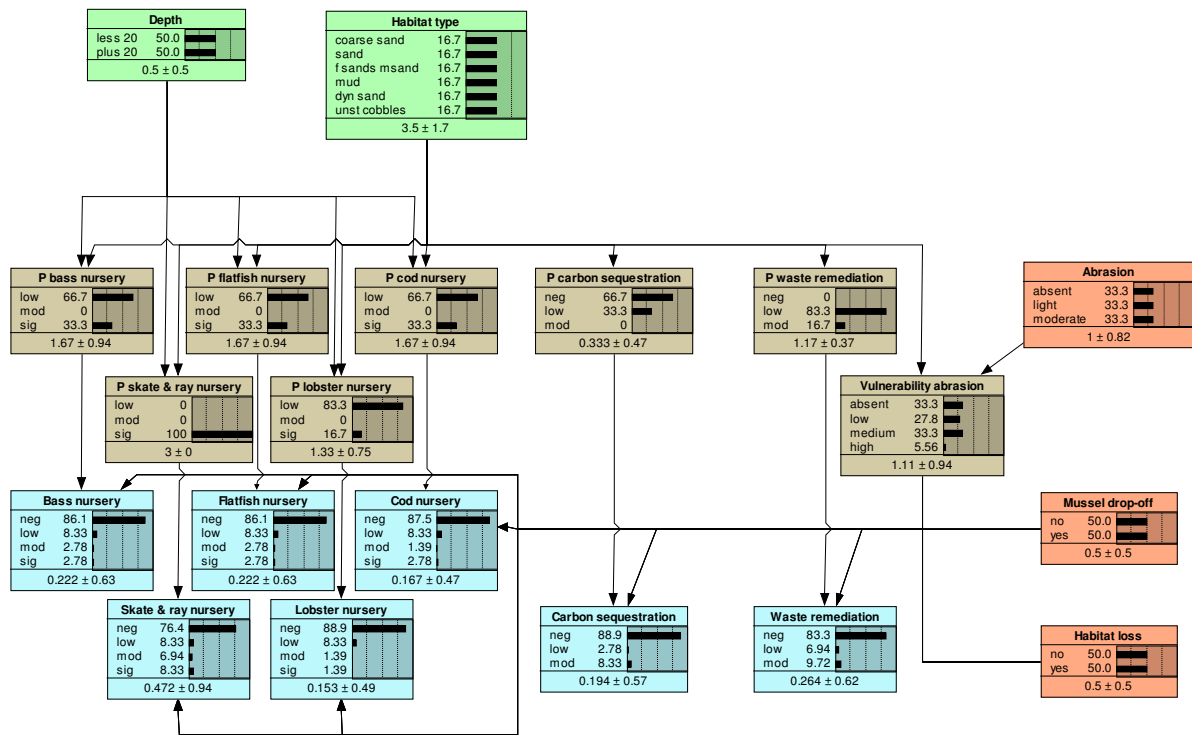 Depth
less 20 50.0
plus 20 50.0
0.5 ± 0.5
Habitat type
coarse sand 16.7
sand 16.7
f sands msand 16.7
mud 16.7
dyn sand 16.7
unst cobbles 16.7
3.5 ± 1.7
P bass nursery
low 66.7
mod 0
sig 33.3
1.67 ± 0.94
P flatfish nursery
low 66.7
mod 0
sig 33.3
1.67 ± 0.94
P cod nursery
low 66.7
mod 0
sig 33.3
1.67 ± 0.94
P carbon sequestration
neg 66.7
low 33.3
mod 0
0.333 ± 0.47
P waste remediation
neg 0
low 83.3
mod 16.7
1.17 ± 0.37
Abrasion
absent 33.3
light 33.3
moderate 33.3
1 ± 0.82
P skate & ray nursery
low 0
mod 0
sig 100
3 ± 0
P lobster nursery
low 83.3
mod 0
sig 16.7
1.33 ± 0.75
Vulnerability abrasion
absent 33.3
low 27.8
medium 33.3
high 5.56
1.11 ± 0.94
Bass nursery
neg 86.1
low 8.33
mod 2.78
sig 2.78
0.222 ± 0.63
Flatfish nursery
neg 86.1
low 8.33
mod 2.78
sig 2.78
0.222 ± 0.63
Cod nursery
neg 87.5
low 8.33
mod 1.39
sig 2.78
0.167 ± 0.47
Mussel drop-off
no 50.0
yes 50.0
0.5 ± 0.5
Skate & ray nursery
neg 76.4
low 8.33
mod 6.94
sig 8.33
0.472 ± 0.94
Lobster nursery
neg 88.9
low 8.33
mod 1.39
sig 1.39
0.153 ± 0.49
Carbon sequestration
neg 88.9
low 2.78
mod 8.33
0.194 ± 0.57
Waste remediation
neg 83.3
low 6.94
mod 9.72
0.264 ± 0.62
Habitat loss
no 50.0
yes 50.0
0.5 ± 0.5